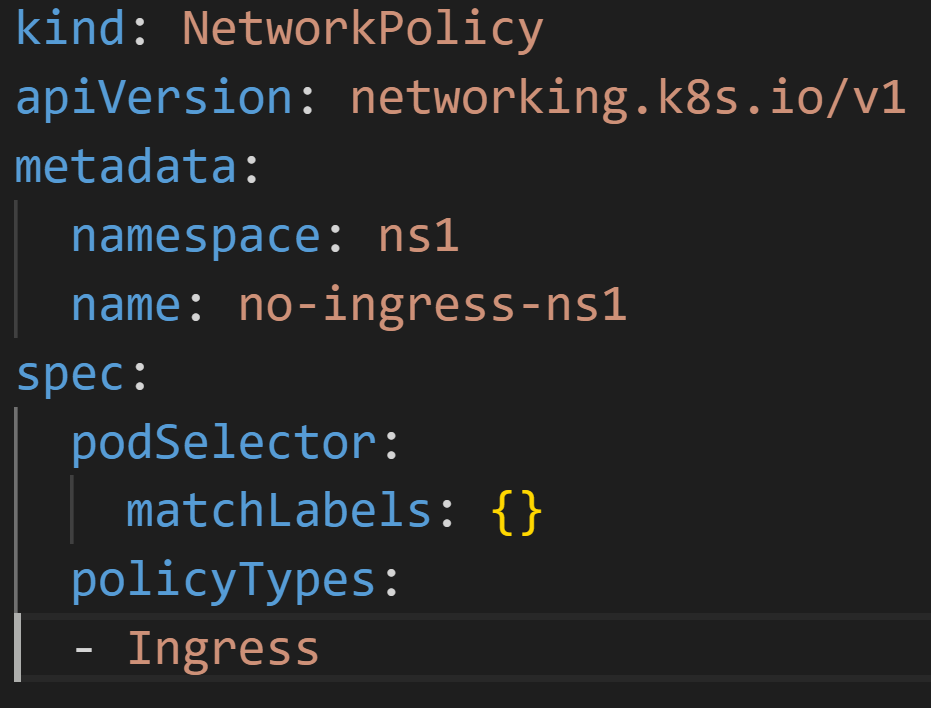 kind: NetworkPolicy
apiVersion: networking.k8s.io/v1
metadata:
  namespace: ns1
  name: no-ingress-ns1
spec:
  podSelector:
    matchLabels: {}
  policyTypes:
  - Ingress